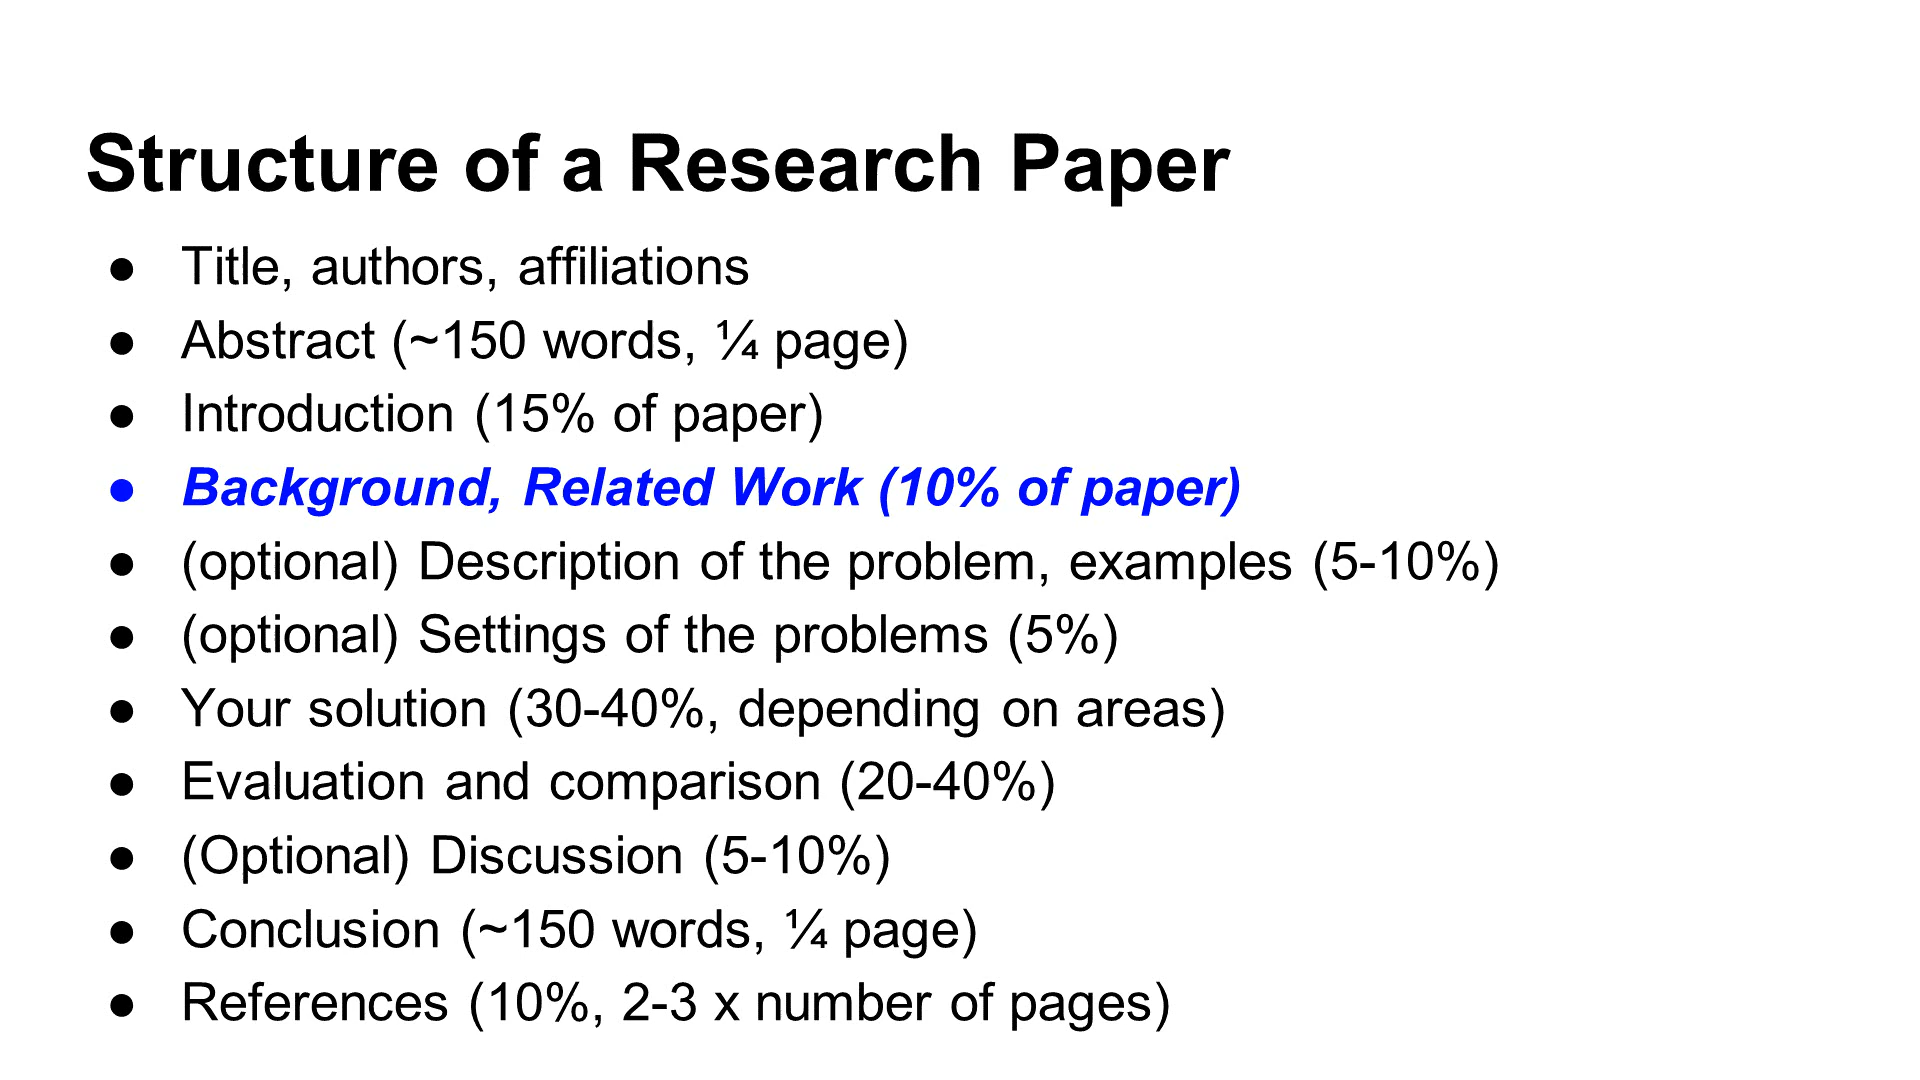 Structure of a Research Paper
● Title, authors, affiliations
● Abstract (~150 words, ¼ page)
● Introduction (15% of paper)
● Background, Related Work (10% of paper)
● (optional) Description of the problem, examples (5-10%)
● (optional) Settings of the problems (5%)
● Your solution (30-40%, depending on areas)
● Evaluation and comparison (20-40%)
● (Optional) Discussion (5-10%)
● Conclusion (~150 words, ¼ page)
● References (10%, 2-3 x number of pages)